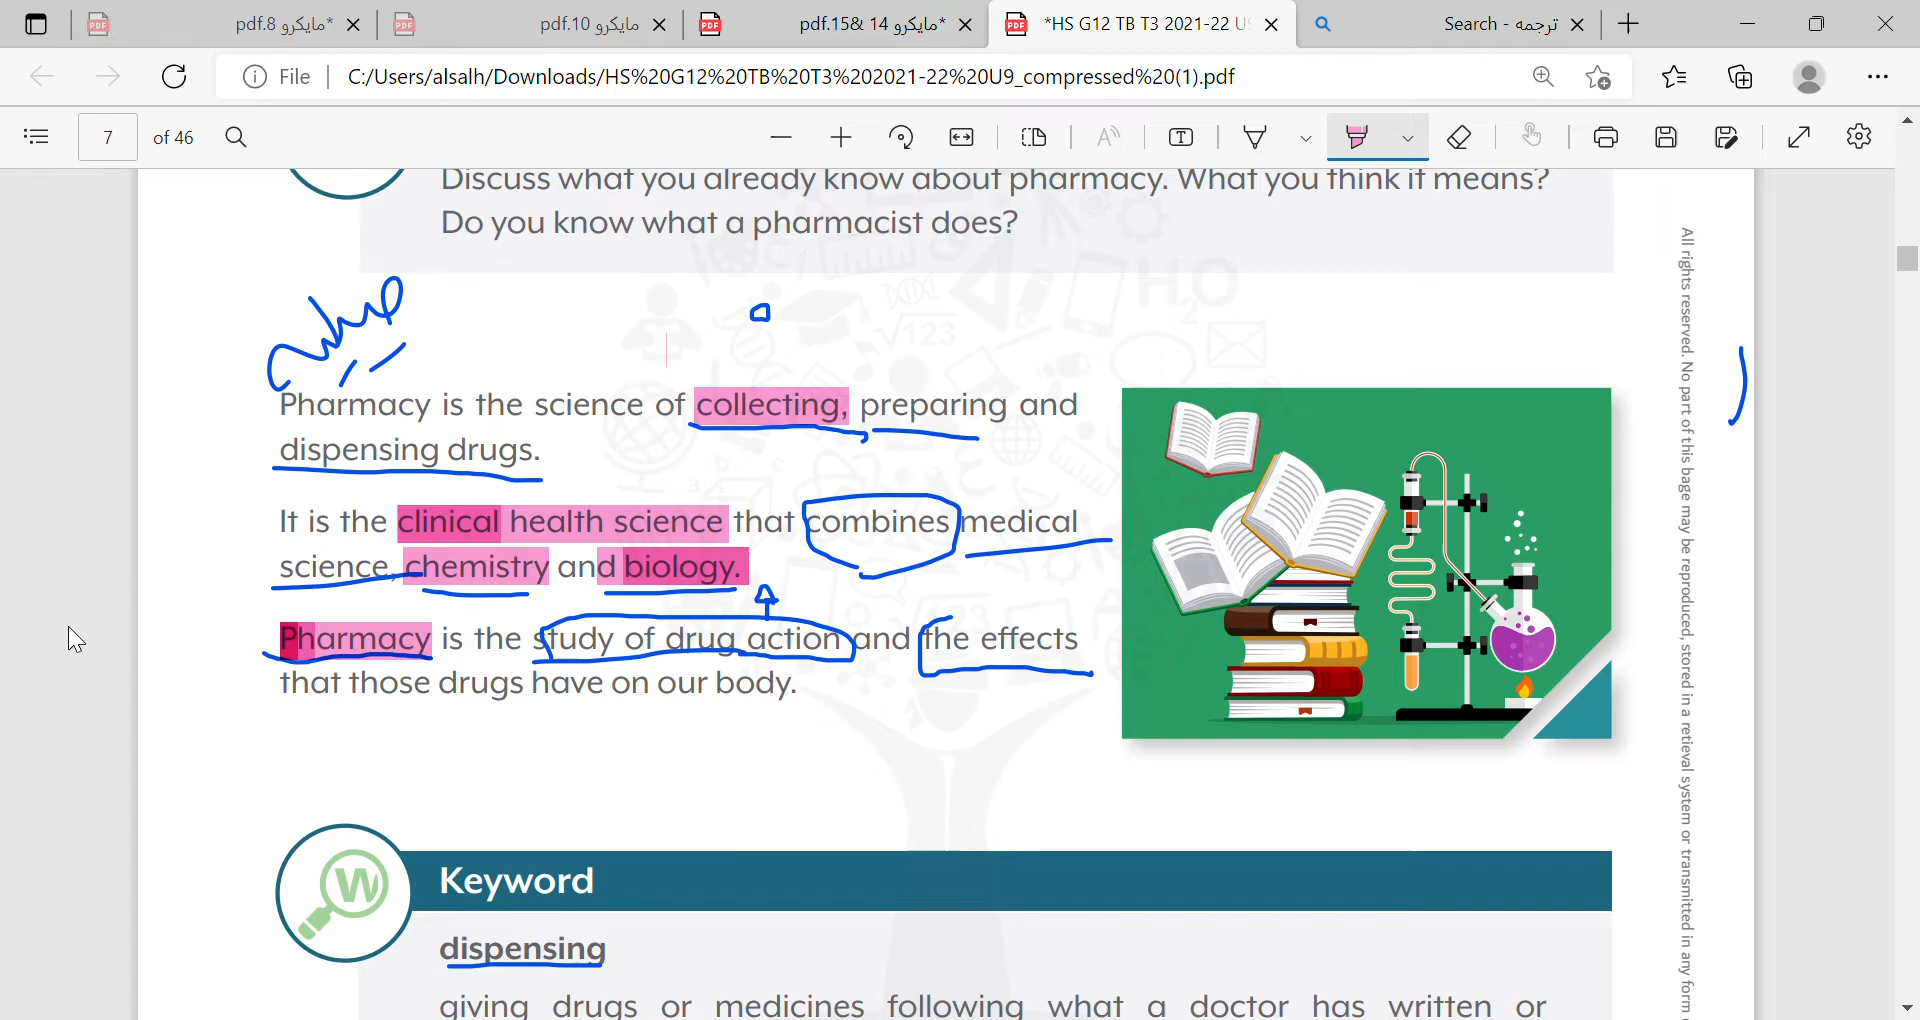 *مايكرو 8.pdf
مايكرو 10.pdf
*مايكرو 14 &15.pdf
*HS G12 TB T3 2021-22 U
ترجمه - Search
File
C:/Users/alsalh/Downloads/HS%20G12%20TB%20T3%202021-22%20U9_compressed%20(1).pdf
7 of 46
Discuss what you already know about pharmacy. What you think it means?
Do you know what a pharmacist does?
Pharmacy is the science of collecting, preparing and
dispensing drugs.
It is the clinical health science that combines medical
science, chemistry and biology.
Pharmacy is the study of drug action and the effects
that those drugs have on our body.
All rights reserved. No part of this bage may be reproduced, stored in a retieval system or transmitted in any form
W
Keyword
dispensing
giving drugs or medicines following what a doctor has written or